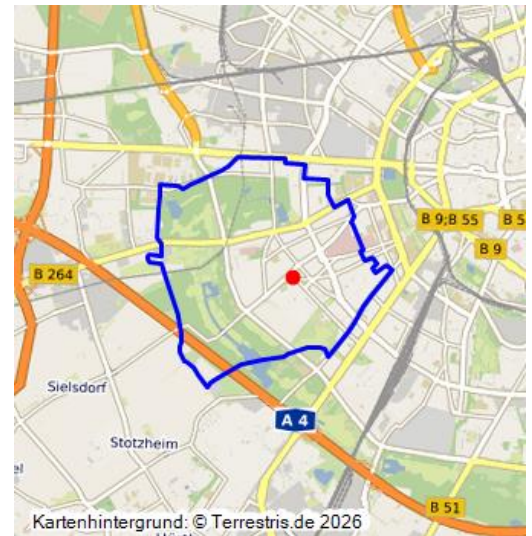 B 9;B 55
B 5
B 9
B 264
Sielsdorf
A 4
Stotzheim
B 51
Kartenhintergrund: © Terrestris.de 2026